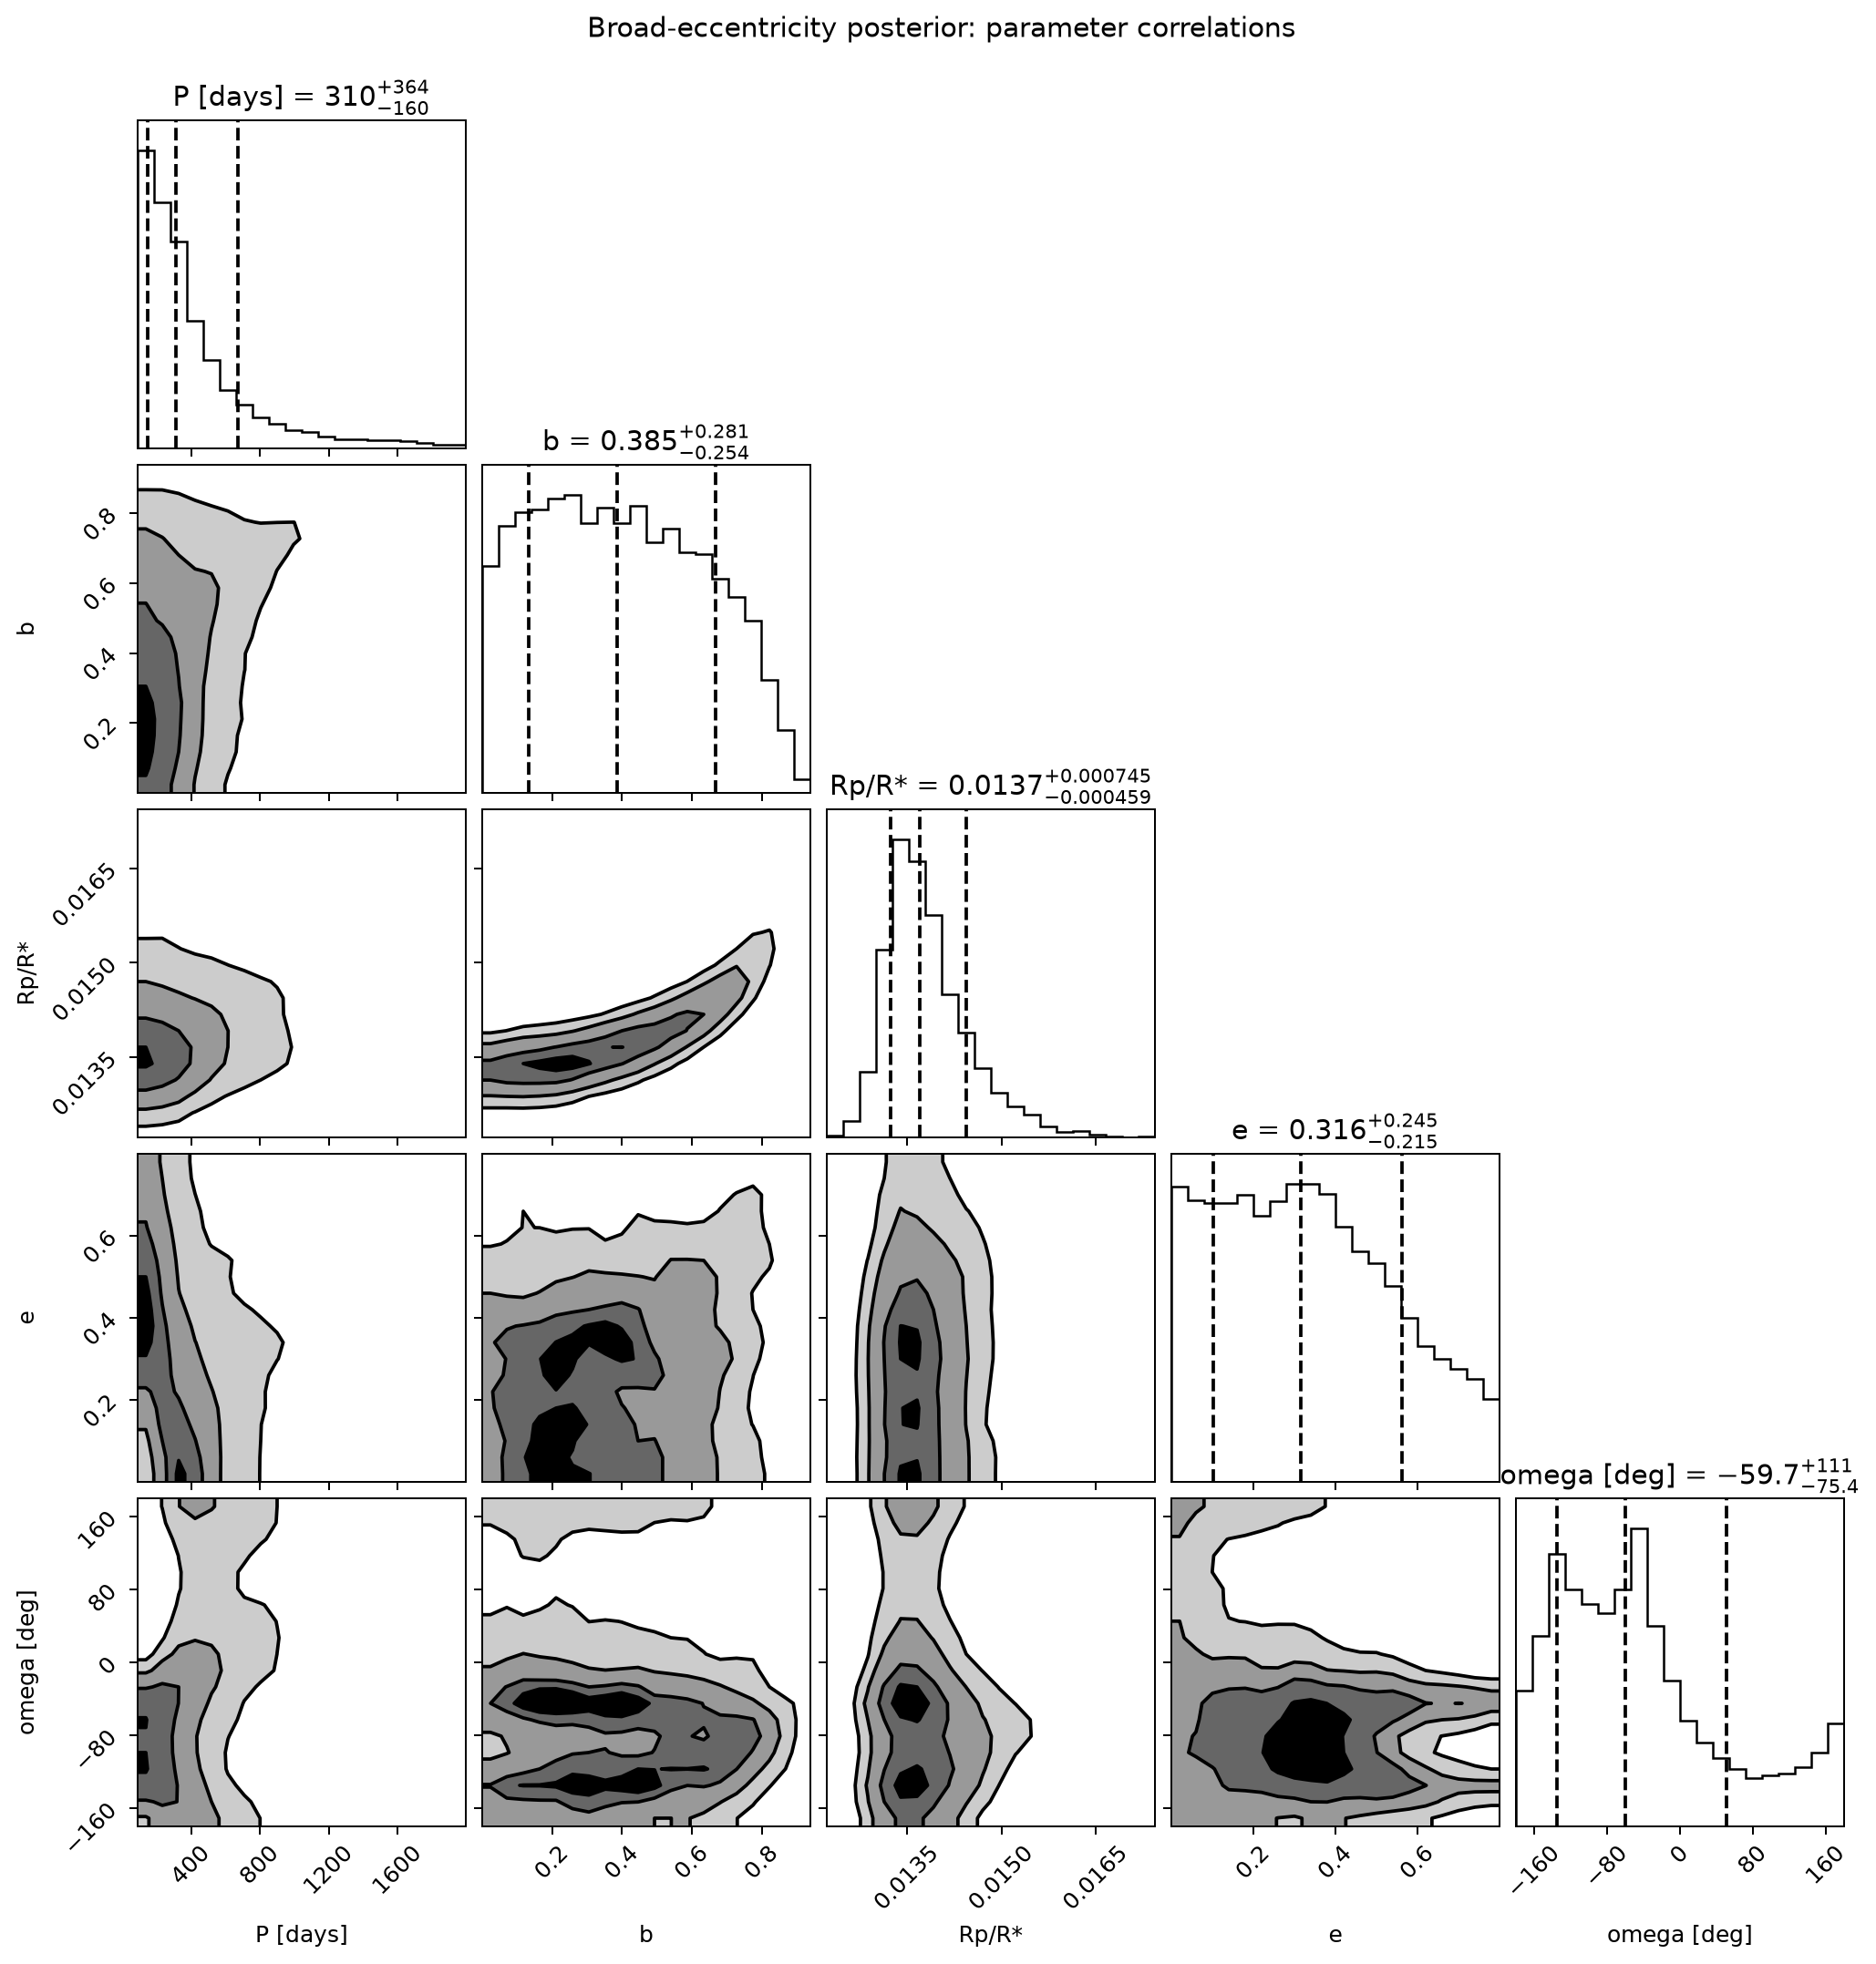 Broad-eccentricity posterior: parameter correlations
P [days] = 310+364−160
b = 0.385+0.281−0.254
0.8
0.6
0.4
0.2
b
Rp/R* = 0.0137+0.000745−0.000459
0.0165
0.0150
0.0135
Rp/R*
e = 0.316+0.245−0.215
0.6
0.4
0.2
e
omega [deg] = −59.7+111−75.4
160
80
0
−80
−160
omega [deg]
400 800 1200 1600
0.2 0.4 0.6 0.8
0.0135 0.0150 0.0165
0.2 0.4 0.6
−160 −80 0 80 160
P [days] b Rp/R* e omega [deg]